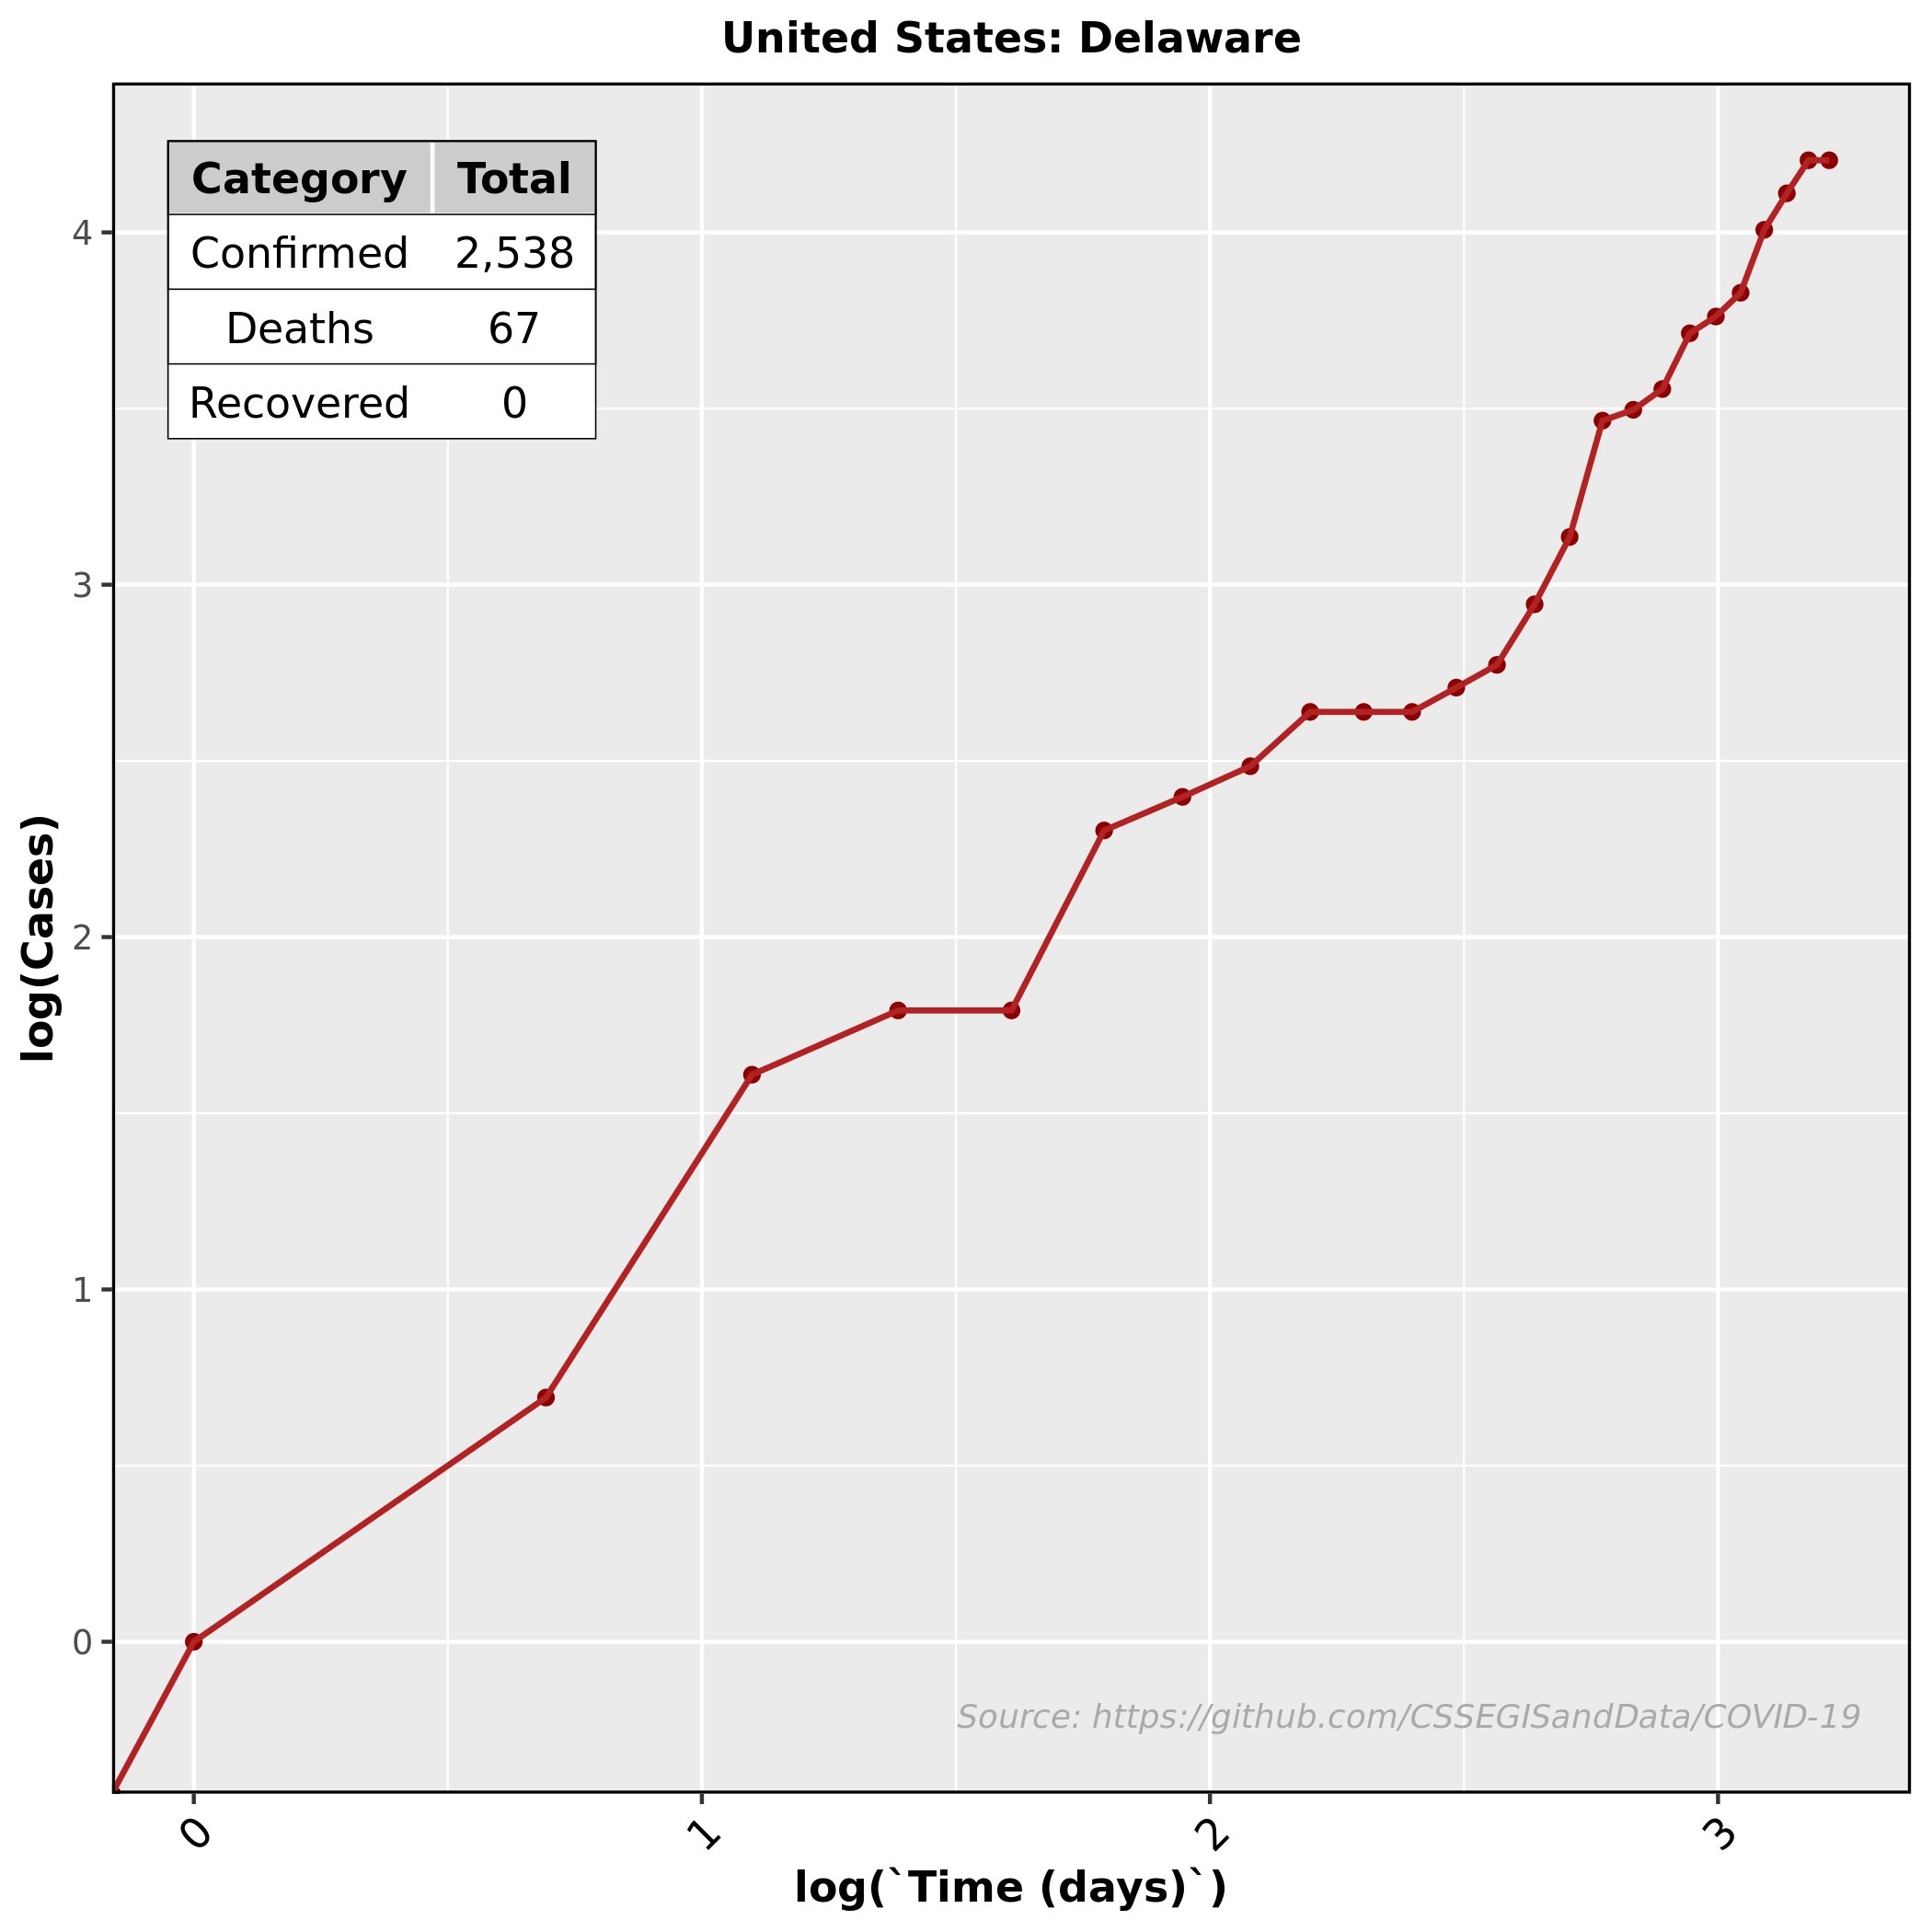 United States: Delaware
Category Total
Confirmed 2,538
Deaths 67
Recovered 0
4
3
2
1
0
log(Cases)
Source: https://github.com/CSSEGISandData/COVID-19
0 1 2 3
log(`Time (days)`)